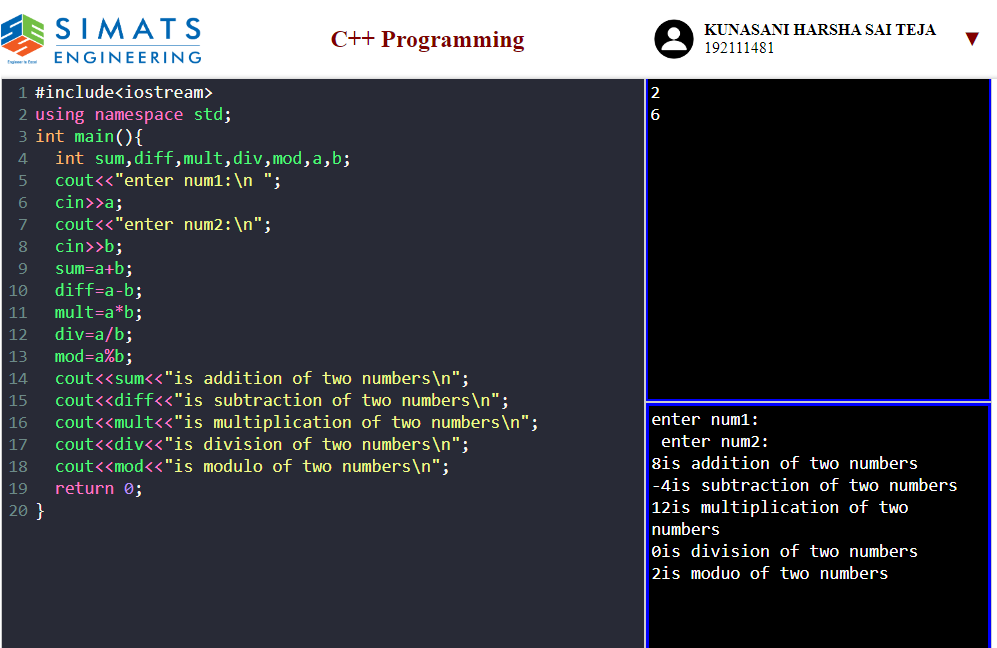 SIMATS
ENGINEERING
Engineer to Excel
C++ Programming
KUNASANI HARSHA SAI TEJA
192111481
1 #include<iostream>
2 using namespace std;
3 int main(){
4   int sum,diff,mult,div,mod,a,b;
5   cout<<"enter num1:\n ";
6   cin>>a;
7   cout<<"enter num2:\n";
8   cin>>b;
9   sum=a+b;
10   diff=a-b;
11   mult=a*b;
12   div=a/b;
13   mod=a%b;
14   cout<<sum<<"is addition of two numbers\n";
15   cout<<diff<<"is subtraction of two numbers\n";
16   cout<<mult<<"is multiplication of two numbers\n";
17   cout<<div<<"is division of two numbers\n";
18   cout<<mod<<"is modulo of two numbers\n";
19   return 0;
20 }
2
6
enter num1:
 enter num2:
8is addition of two numbers
-4is subtraction of two numbers
12is multiplication of two
numbers
0is division of two numbers
2is moduo of two numbers